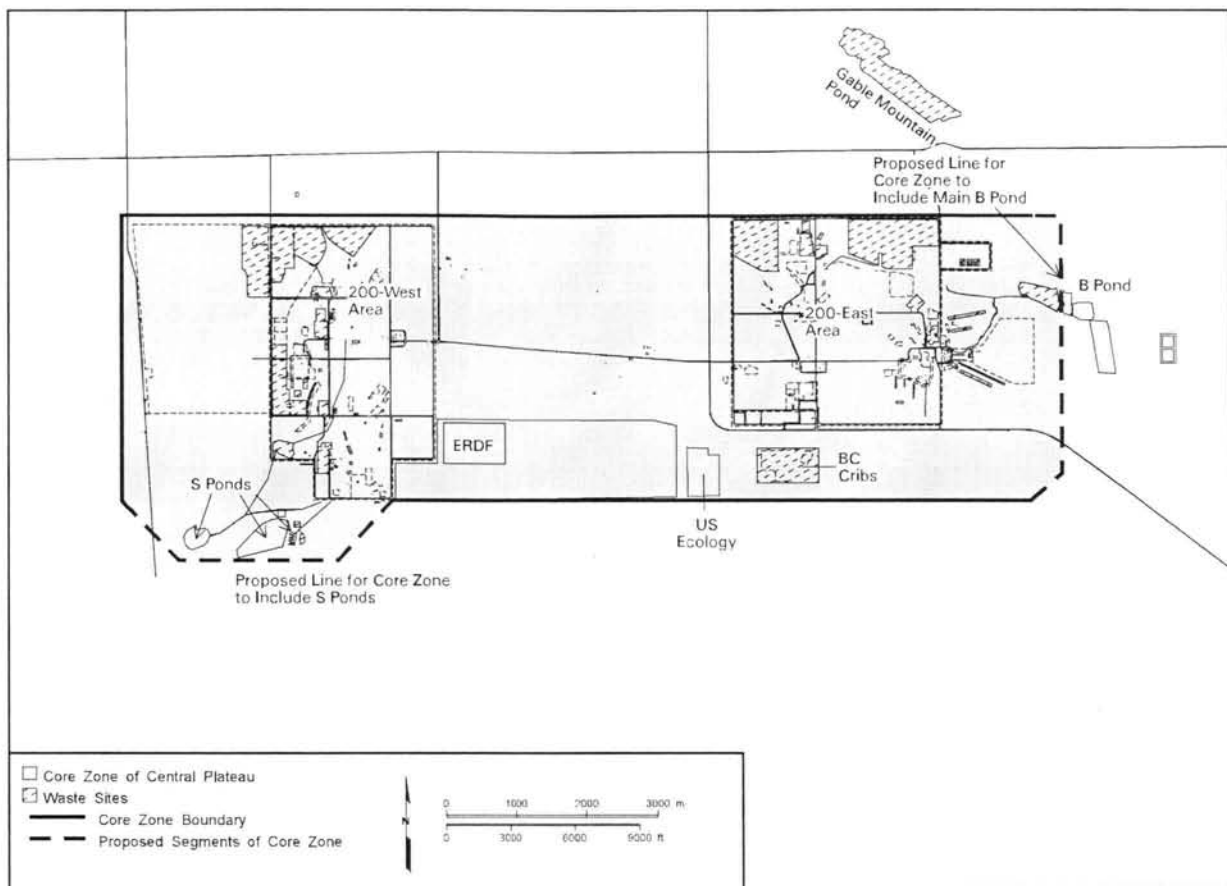 Gable Mountain
Pond
Proposed Line for
Core Zone to
Include Main B Pond
B Pond
200-West
Area
200-East
Area
ERDF
BC
Cribs
S Ponds
US
Ecology
Proposed Line for Core Zone
to Include S Ponds
Core Zone of Central Plateau
Waste Sites
Core Zone Boundary
Proposed Segments of Core Zone
N
0 1000 2000 3000 m
0 3000 6000 9000 ft